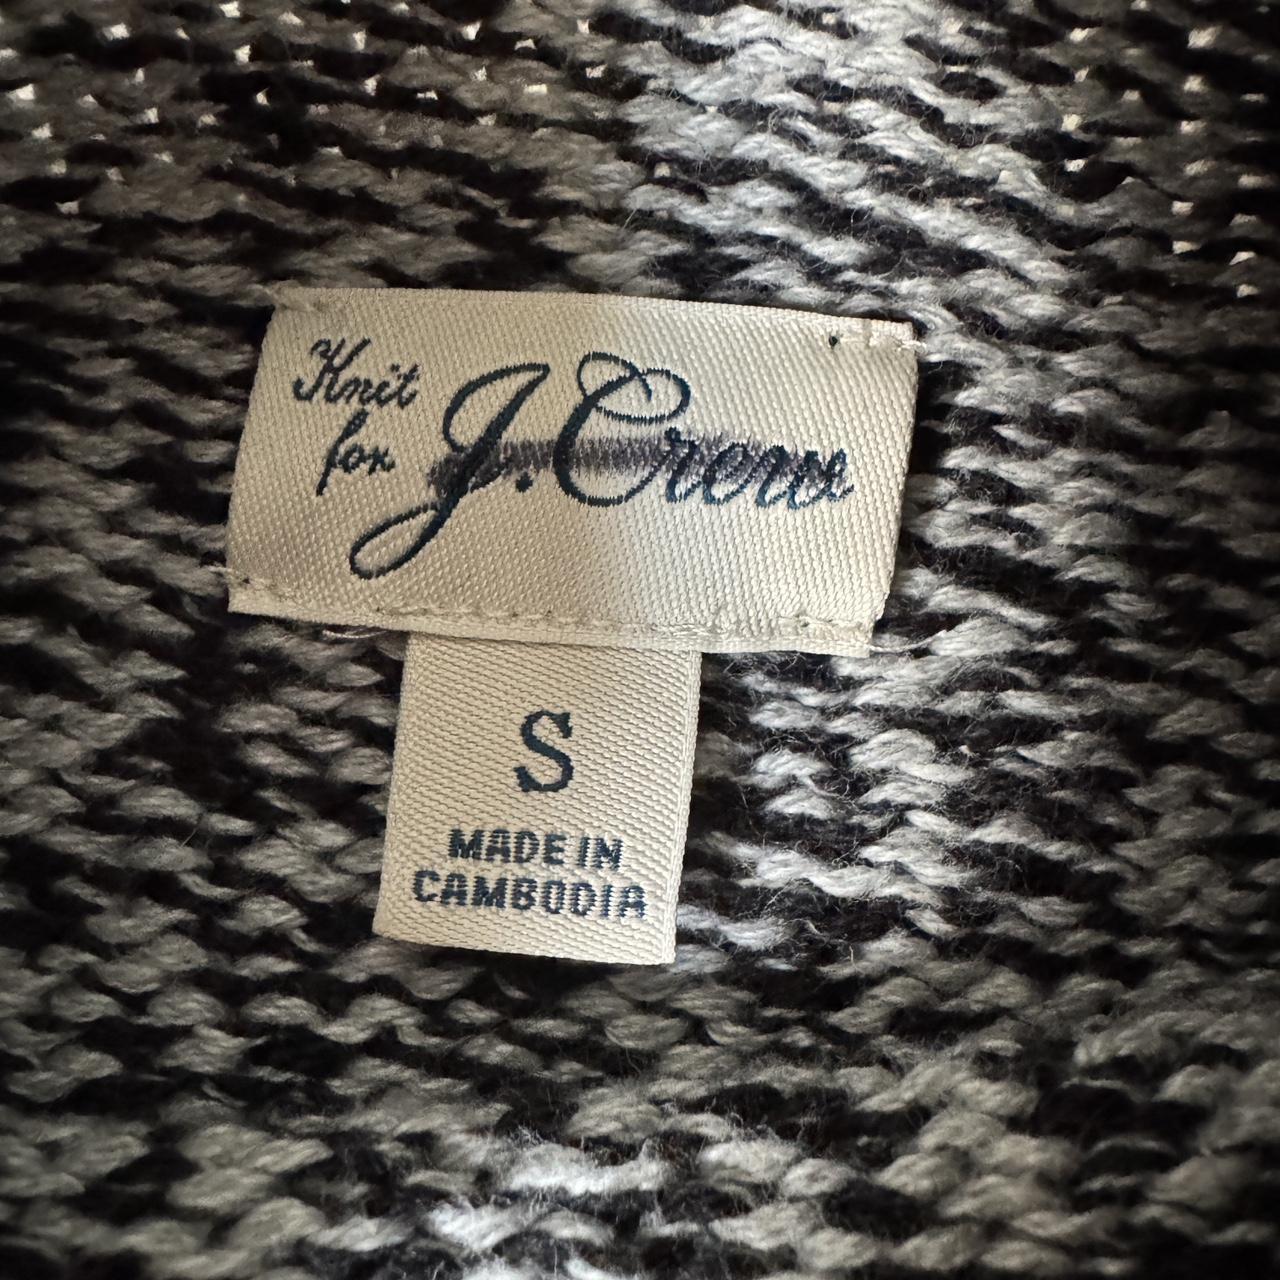 Knit
for
J.Crew
S
MADE IN
CAMBODIA